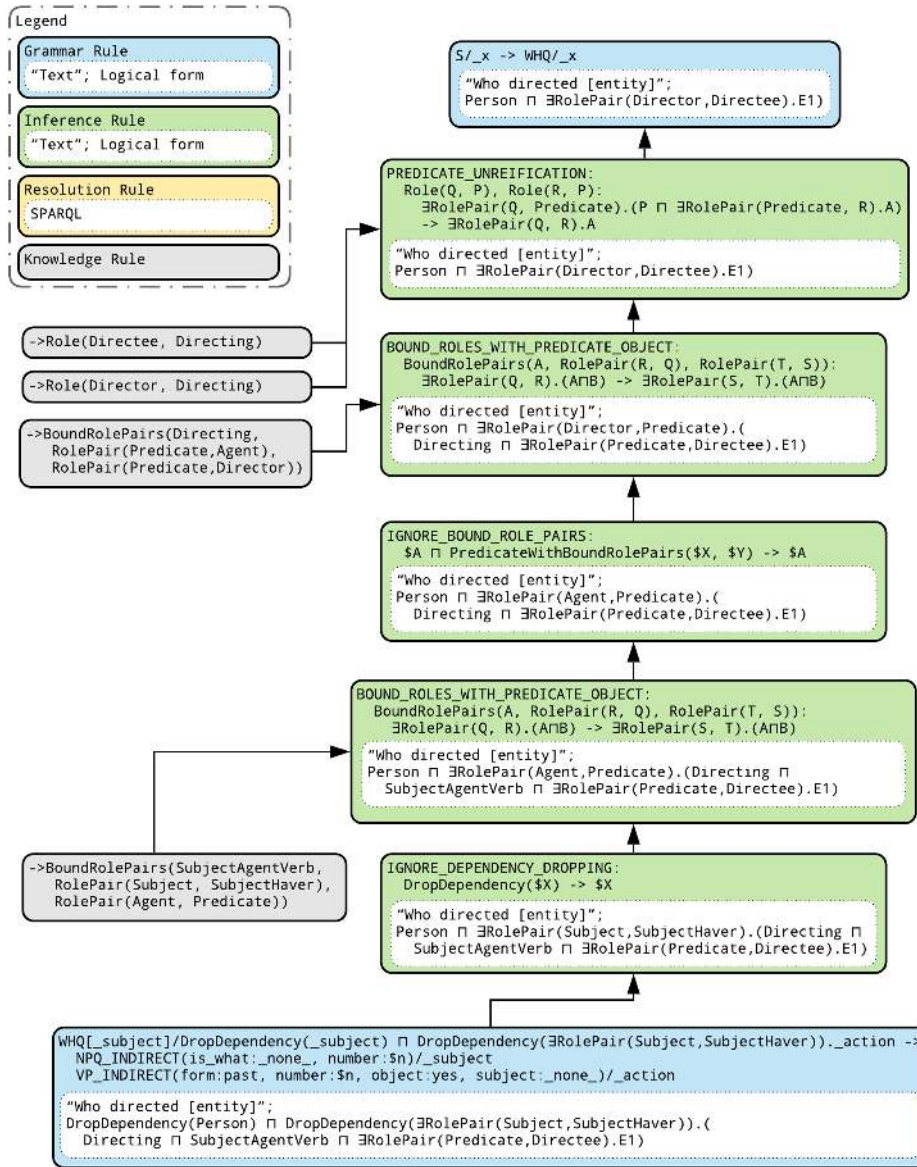 Legend
Grammar Rule
“Text”; Logical form
Inference Rule
“Text”; Logical form
Resolution Rule
SPARQL
Knowledge Rule
S/_x -> WHQ/_x
“Who directed [entity]”;
Person ⊓ ∃RolePair(Director,Directee).E1)
PREDICATE_UNREIFICATION:
Role(Q, P), Role(R, P):
∃RolePair(Q, Predicate).(P ⊓ ∃RolePair(Predicate, R).A)
-> ∃RolePair(Q, R).A
“Who directed [entity]”;
Person ⊓ ∃RolePair(Director,Directee).E1)
->Role(Directee, Directing)
->Role(Director, Directing)
->BoundRolePairs(Directing,
RolePair(Predicate,Agent),
RolePair(Predicate,Director))
BOUND_ROLES_WITH_PREDICATE_OBJECT:
BoundRolePairs(A, RolePair(R, Q), RolePair(T, S)):
∃RolePair(Q, R).(A⊓B) -> ∃RolePair(S, T).(A⊓B)
“Who directed [entity]”;
Person ⊓ ∃RolePair(Director,Predicate).(
Directing ⊓ ∃RolePair(Predicate,Directee).E1)
IGNORE_BOUND_ROLE_PAIRS:
$A ⊓ PredicateWithBoundRolePairs($X, $Y) -> $A
“Who directed [entity]”;
Person ⊓ ∃RolePair(Agent,Predicate).(
Directing ⊓ ∃RolePair(Predicate,Directee).E1)
BOUND_ROLES_WITH_PREDICATE_OBJECT:
BoundRolePairs(A, RolePair(R, Q), RolePair(T, S)):
∃RolePair(Q, R).(A⊓B) -> ∃RolePair(S, T).(A⊓B)
“Who directed [entity]”;
Person ⊓ ∃RolePair(Agent,Predicate).(Directing ⊓
SubjectAgentVerb ⊓ ∃RolePair(Predicate,Directee).E1)
->BoundRolePairs(SubjectAgentVerb,
RolePair(Subject, SubjectHaver),
RolePair(Agent, Predicate))
IGNORE_DEPENDENCY_DROPPING:
DropDependency($X) -> $X
“Who directed [entity]”;
Person ⊓ ∃RolePair(Subject,SubjectHaver).(Directing ⊓
SubjectAgentVerb ⊓ ∃RolePair(Predicate,Directee).E1)
WHQ[_subject]/DropDependency(_subject) ⊓ DropDependency(∃RolePair(Subject,SubjectHaver))._action ->
NPQ_INDIRECT(is_what:_none_, number:$n)/_subject
VP_INDIRECT(form:past, number:$n, object:yes, subject:_none_)/_action
“Who directed [entity]”;
DropDependency(Person) ⊓ DropDependency(∃RolePair(Subject,SubjectHaver)).(
Directing ⊓ SubjectAgentVerb ⊓ ∃RolePair(Predicate,Directee).E1)